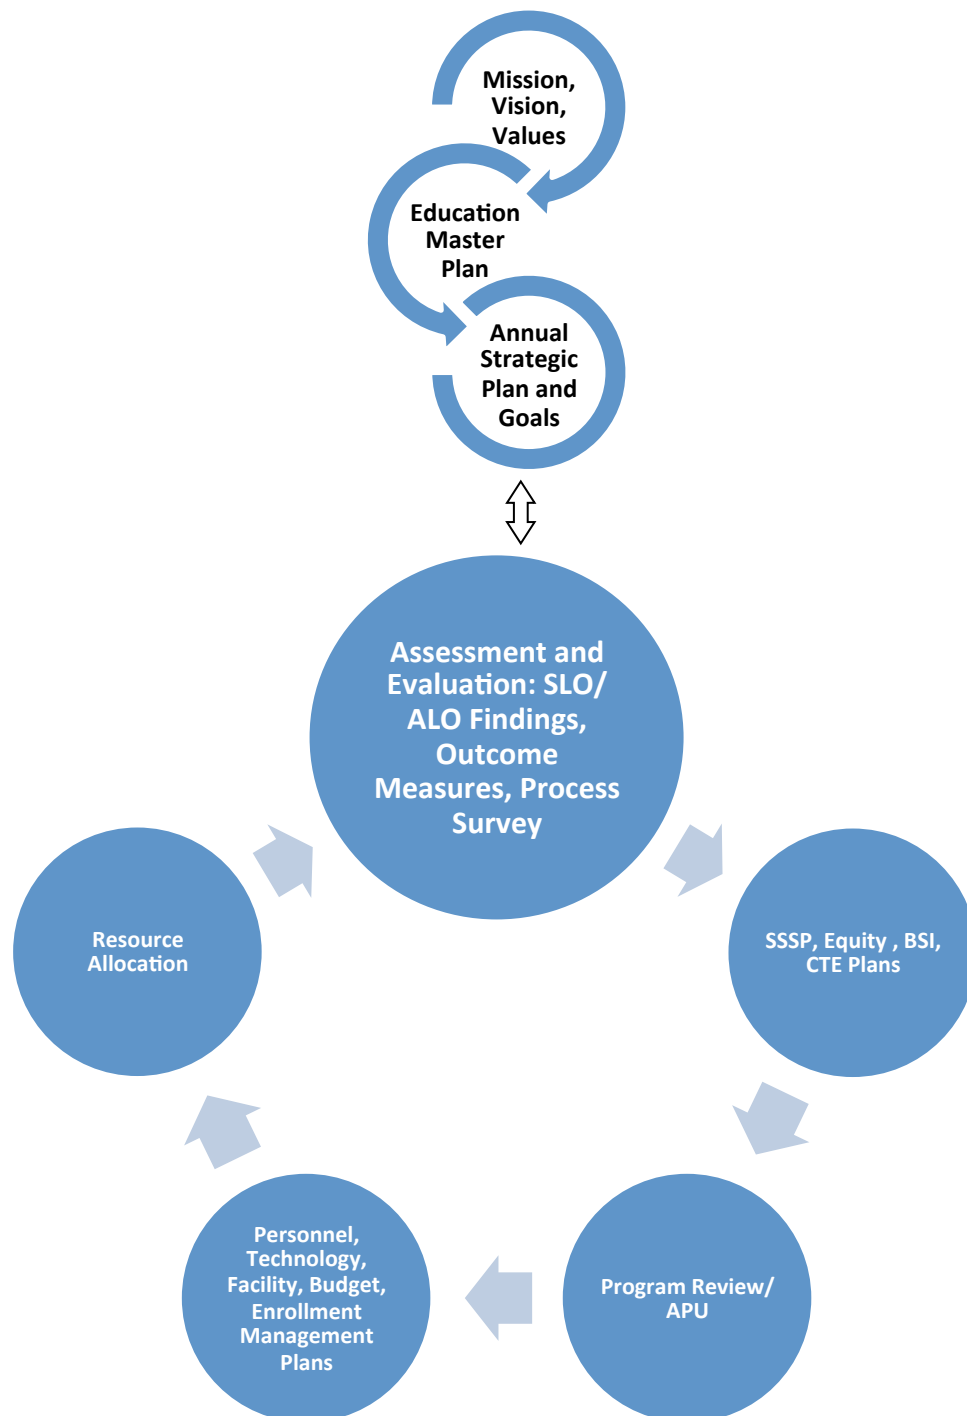 Mission,
Vision,
Values
Education
Master
Plan
Annual
Strategic
Plan and
Goals
Assessment and
Evaluation: SLO/
ALO Findings,
Outcome
Measures, Process
Survey
SSSP, Equity , BSI,
CTE Plans
Program Review/
APU
Personnel,
Technology,
Facility, Budget,
Enrollment
Management
Plans
Resource
Allocation